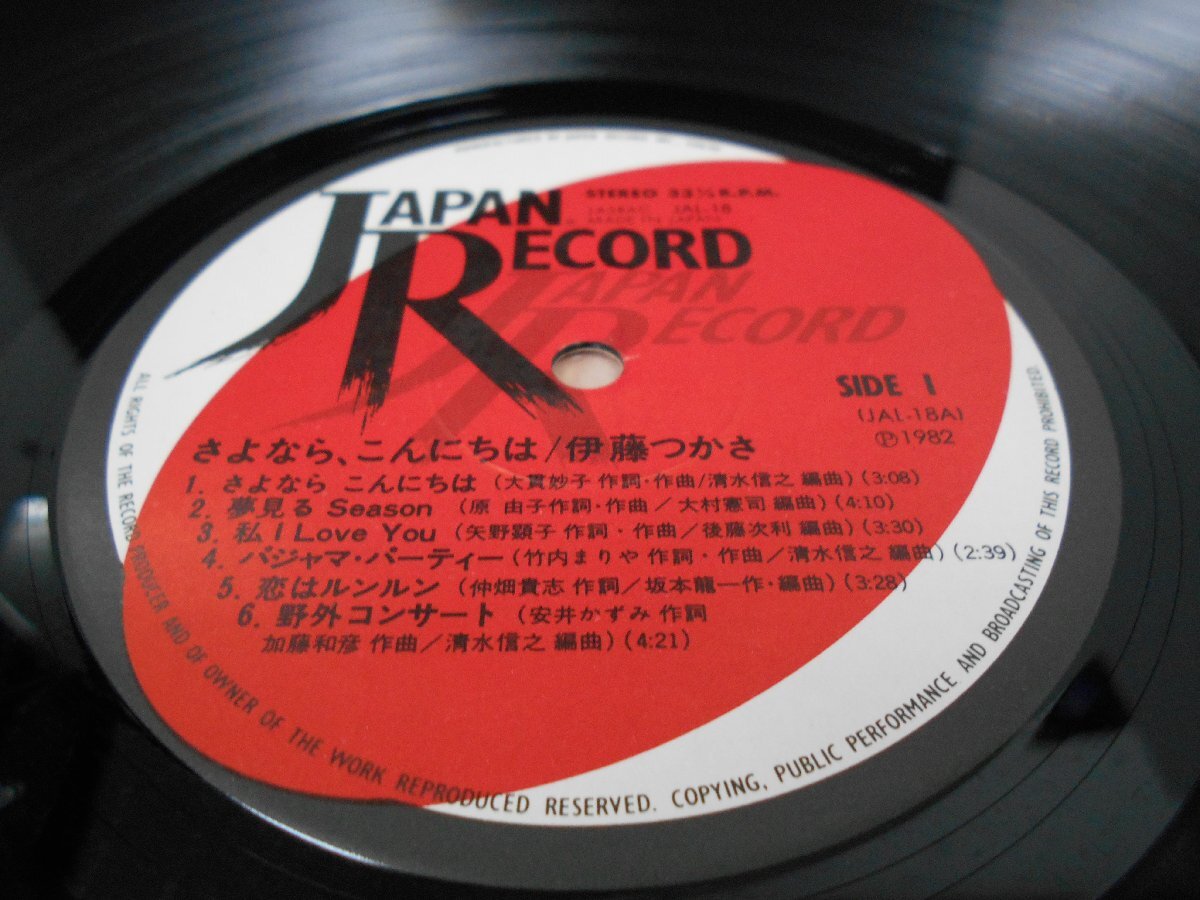 JAPAN
RECORD
STEREO 33⅓ R.P.M.
JASRAC JAL-18
MADE IN JAPAN
JAPAN
RECORD
SIDE 1
(JAL-18A)
Ⓟ1982
さよなら、こんにちは/伊藤つかさ
1. さよなら こんにちは (大貫妙子 作詞・作曲/清水信之 編曲) (3:08)
2. 夢見る Season (原 由子作詞・作曲/大村憲司 編曲) (4:10)
3. 私 I Love You (矢野顕子 作詞・作曲/後藤次利 編曲) (3:30)
4. パジャマ・パーティー (竹内まりや 作詞・作曲/清水信之 編曲) (2:39)
5. 恋はルンルン (仲畑貴志 作詞/坂本龍一作・編曲) (3:28)
6. 野外コンサート (安井かずみ 作詞
加藤和彦 作曲/清水信之 編曲) (4:21)
ALL RIGHTS OF THE RECORD PRODUCER AND OF OWNER OF THE WORK REPRODUCED RESERVED. COPYING, PUBLIC PERFORMANCE AND BROADCASTING OF THIS RECORD PROHIBITED.